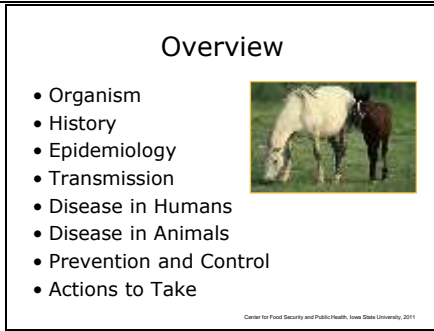 Overview
• Organism
• History
• Epidemiology
• Transmission
• Disease in Humans
• Disease in Animals
• Prevention and Control
• Actions to Take
Center for Food Security and Public Health, Iowa State University, 2011